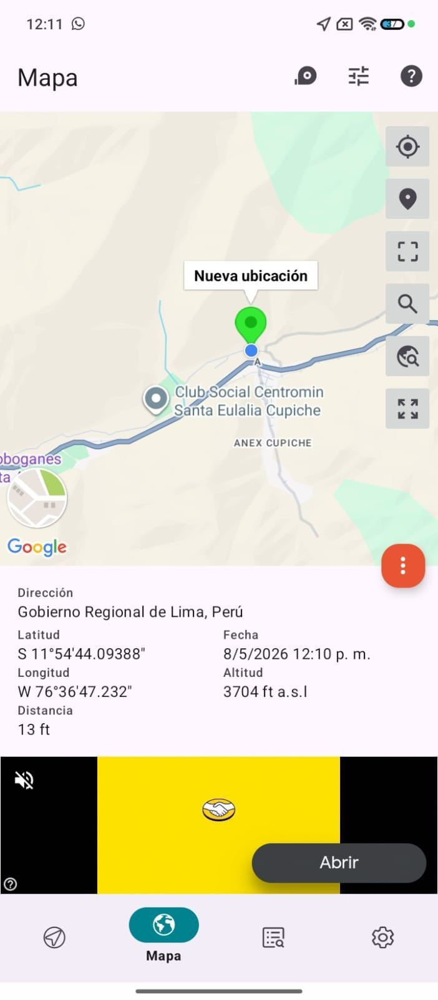 12:11
37
Mapa
Nueva ubicación
A
Club Social Centromin
Santa Eulalia Cupiche
ANEX CUPICHE
oboganes
ta
Google
Dirección
Gobierno Regional de Lima, Perú
Latitud
S 11°54'44.09388"
Fecha
8/5/2026 12:10 p. m.
Longitud
W 76°36'47.232"
Altitud
3704 ft a.s.l
Distancia
13 ft
Abrir
Mapa